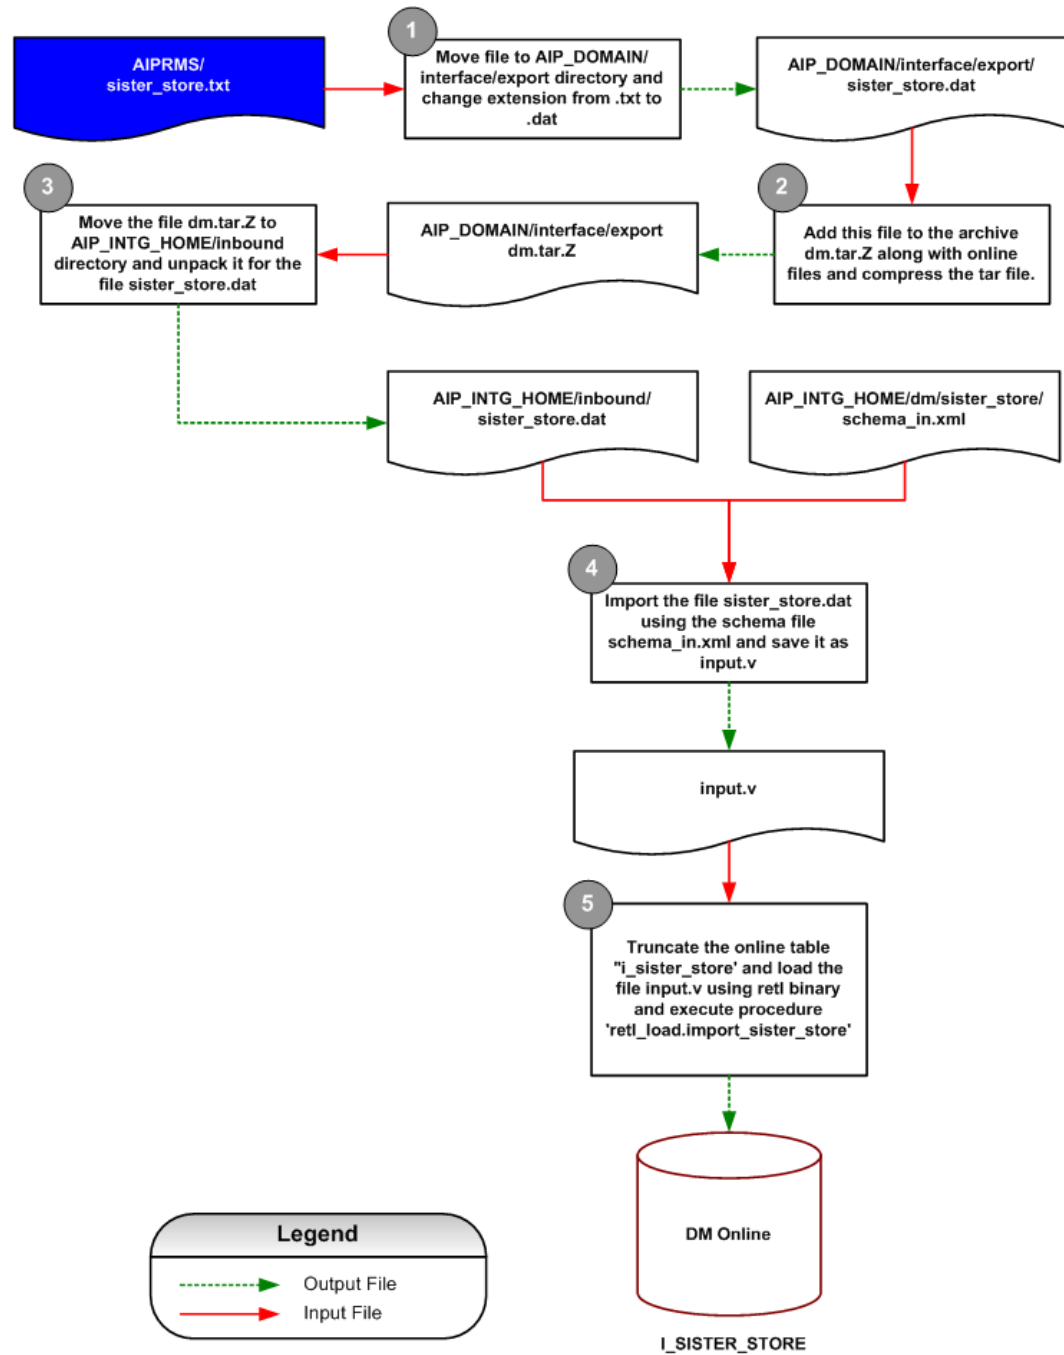 AIPRMS/
sister_store.txt
1
Move file to AIP_DOMAIN/
interface/export directory and
change extension from .txt to
.dat
AIP_DOMAIN/interface/export/
sister_store.dat
3
Move the file dm.tar.Z to
AIP_INTG_HOME/inbound
directory and unpack it for the
file sister_store.dat
AIP_DOMAIN/interface/export
dm.tar.Z
2
Add this file to the archive
dm.tar.Z along with online
files and compress the tar file.
AIP_INTG_HOME/inbound/
sister_store.dat
AIP_INTG_HOME/dm/sister_store/
schema_in.xml
4
Import the file sister_store.dat
using the schema file
schema_in.xml and save it as
input.v
input.v
5
Truncate the online table
"i_sister_store' and load the
file input.v using retl binary
and execute procedure
'retl_load.import_sister_store'
DM Online
I_SISTER_STORE
Legend
Output File
Input File